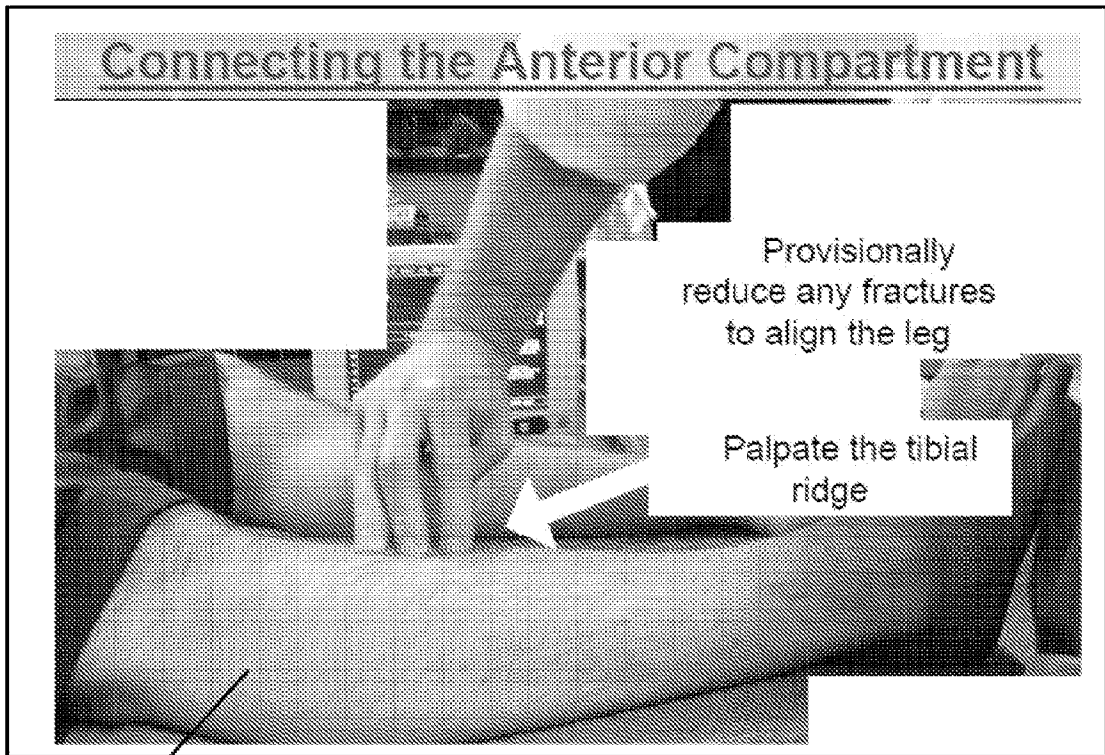 Connecting the Anterior Compartment
Provisionally
reduce any fractures
to align the leg
Palpate the tibial
ridge